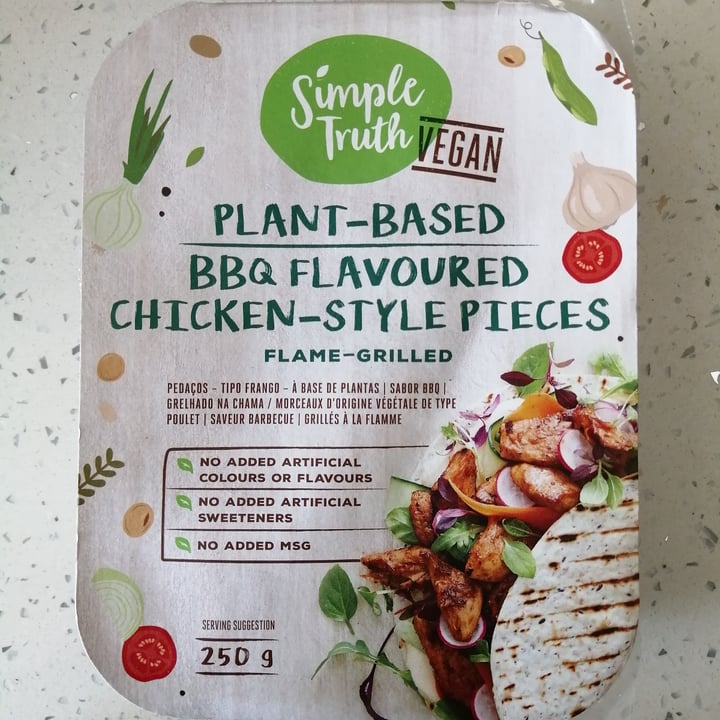 Simple
Truth
VEGAN
PLANT-BASED
BBQ FLAVOURED
CHICKEN-STYLE PIECES
FLAME-GRILLED
PEDAÇOS - TIPO FRANGO - À BASE DE PLANTAS | SABOR BBQ |
GRELHADO NA CHAMA / MORCEAUX D'ORIGINE VÉGÉTALE DE TYPE
POULET | SAVEUR BARBECUE | GRILLÉS À LA FLAMME
NO ADDED ARTIFICIAL
COLOURS OR FLAVOURS
NO ADDED ARTIFICIAL
SWEETENERS
NO ADDED MSG
SERVING SUGGESTION
250 g